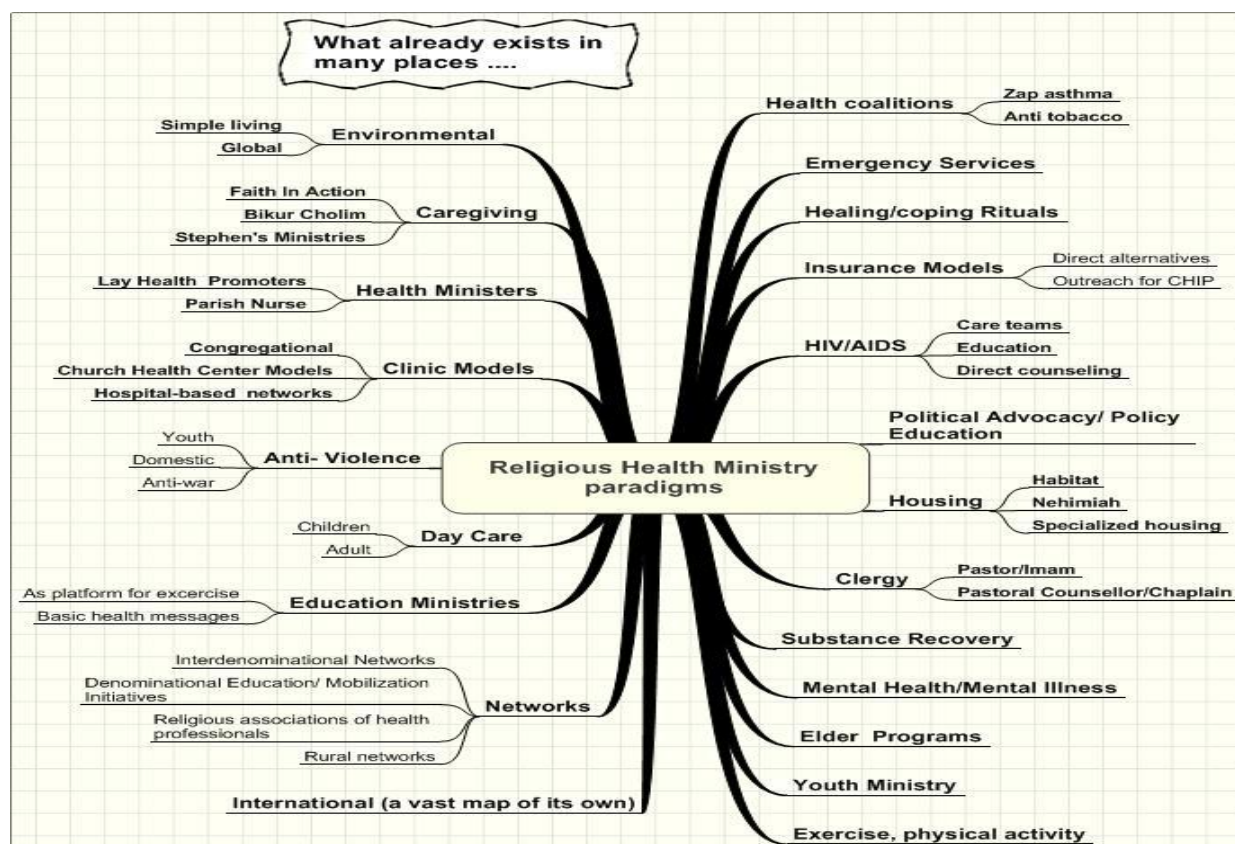 What already exists in
many places ....
Environmental
Simple living
Global
Caregiving
Faith In Action
Bikur Cholim
Stephen's Ministries
Health Ministers
Lay Health Promoters
Parish Nurse
Clinic Models
Congregational
Church Health Center Models
Hospital-based networks
Anti- Violence
Youth
Domestic
Anti-war
Day Care
Children
Adult
Education Ministries
As platform for excercise
Basic health messages
Networks
Interdenominational Networks
Denominational Education/ Mobilization
Initiatives
Religious associations of health
professionals
Rural networks
International (a vast map of its own)
Religious Health Ministry
paradigms
Health coalitions
Zap asthma
Anti tobacco
Emergency Services
Healing/coping Rituals
Insurance Models
Direct alternatives
Outreach for CHIP
HIV/AIDS
Care teams
Education
Direct counseling
Political Advocacy/ Policy
Education
Housing
Habitat
Nehimiah
Specialized housing
Clergy
Pastor/Imam
Pastoral Counsellor/Chaplain
Substance Recovery
Mental Health/Mental Illness
Elder Programs
Youth Ministry
Exercise, physical activity